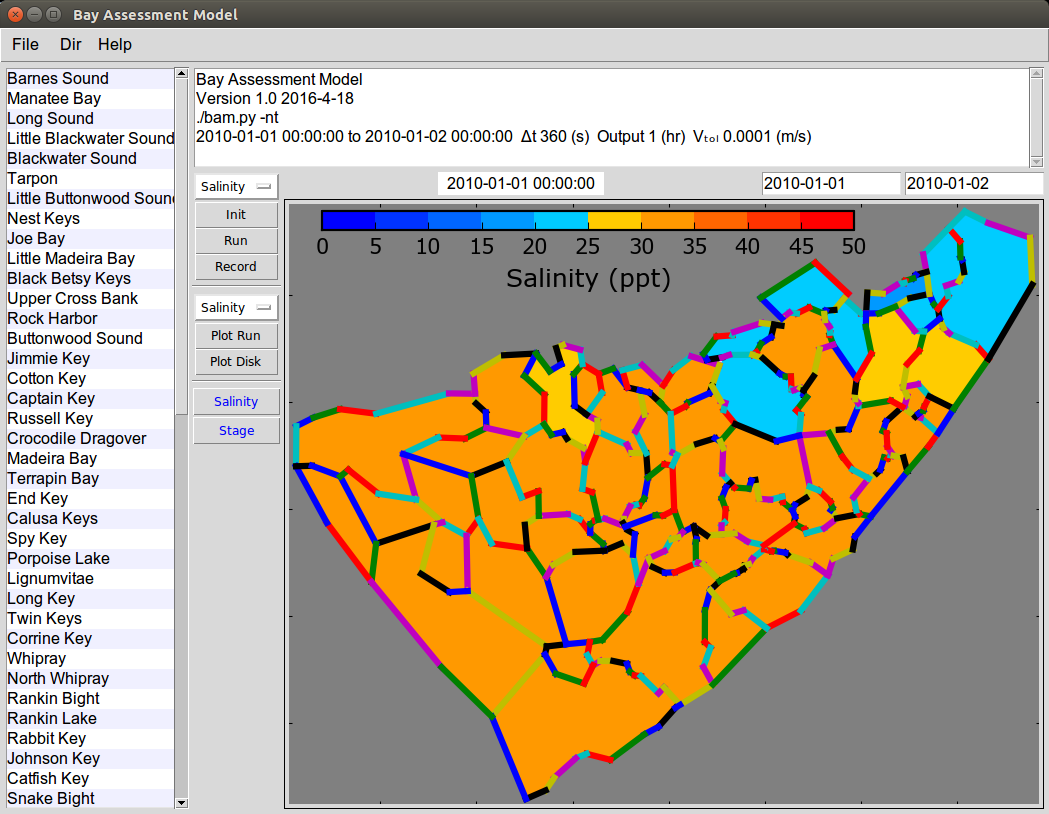 Bay Assessment Model
File Dir Help
Barnes Sound
Manatee Bay
Long Sound
Little Blackwater Sound
Blackwater Sound
Tarpon
Little Buttonwood Soun
Nest Keys
Joe Bay
Little Madeira Bay
Black Betsy Keys
Upper Cross Bank
Rock Harbor
Buttonwood Sound
Jimmie Key
Cotton Key
Captain Key
Russell Key
Crocodile Dragover
Madeira Bay
Terrapin Bay
End Key
Calusa Keys
Spy Key
Porpoise Lake
Lignumvitae
Long Key
Twin Keys
Corrine Key
Whipray
North Whipray
Rankin Bight
Rankin Lake
Rabbit Key
Johnson Key
Catfish Key
Snake Bight
Bay Assessment Model
Version 1.0 2016-4-18
./bam.py -nt
2010-01-01 00:00:00 to 2010-01-02 00:00:00 Δt 360 (s) Output 1 (hr) Vₜₒₗ 0.0001 (m/s)
Salinity
Init
Run
Record
Salinity
Plot Run
Plot Disk
Salinity
Stage
2010-01-01 00:00:00
2010-01-01
2010-01-02
0 5 10 15 20 25 30 35 40 45 50
Salinity (ppt)